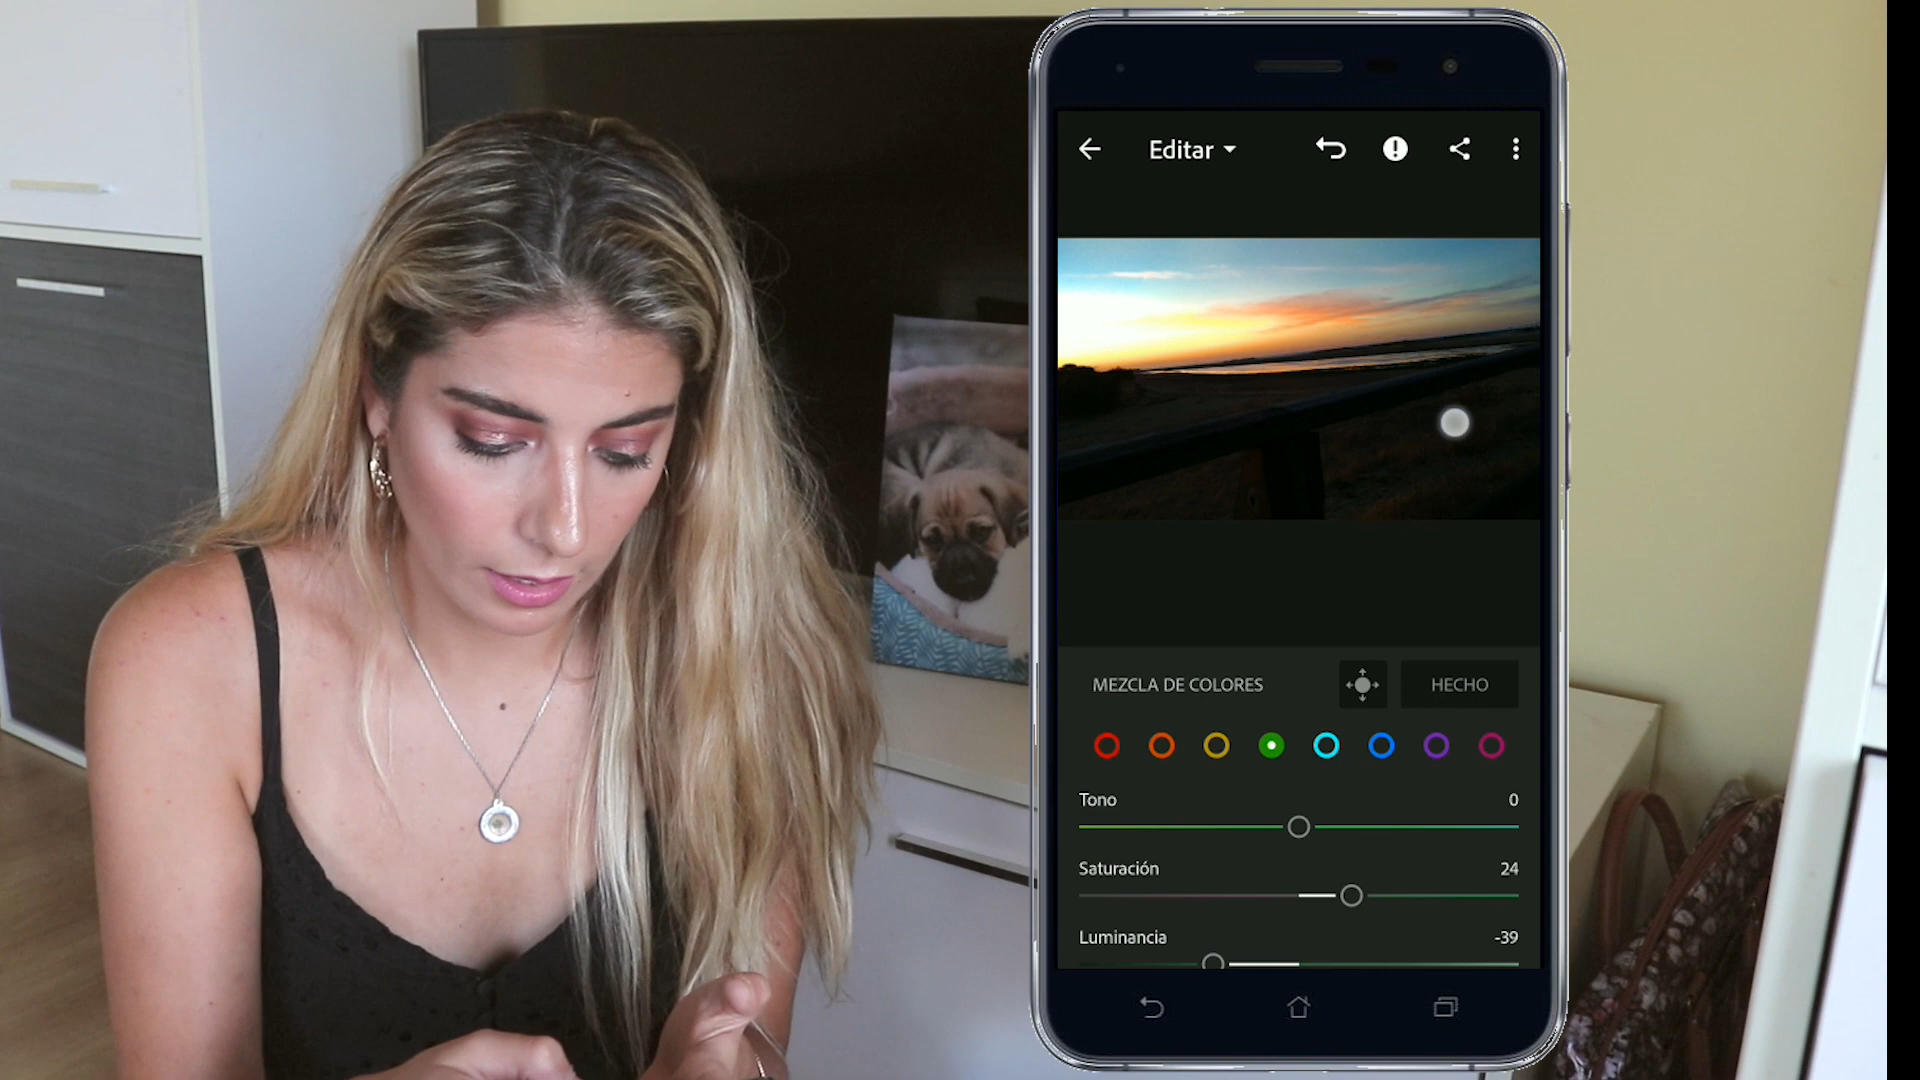 Editar
MEZCLA DE COLORES
HECHO
Tono 0
Saturación 24
Luminancia -39